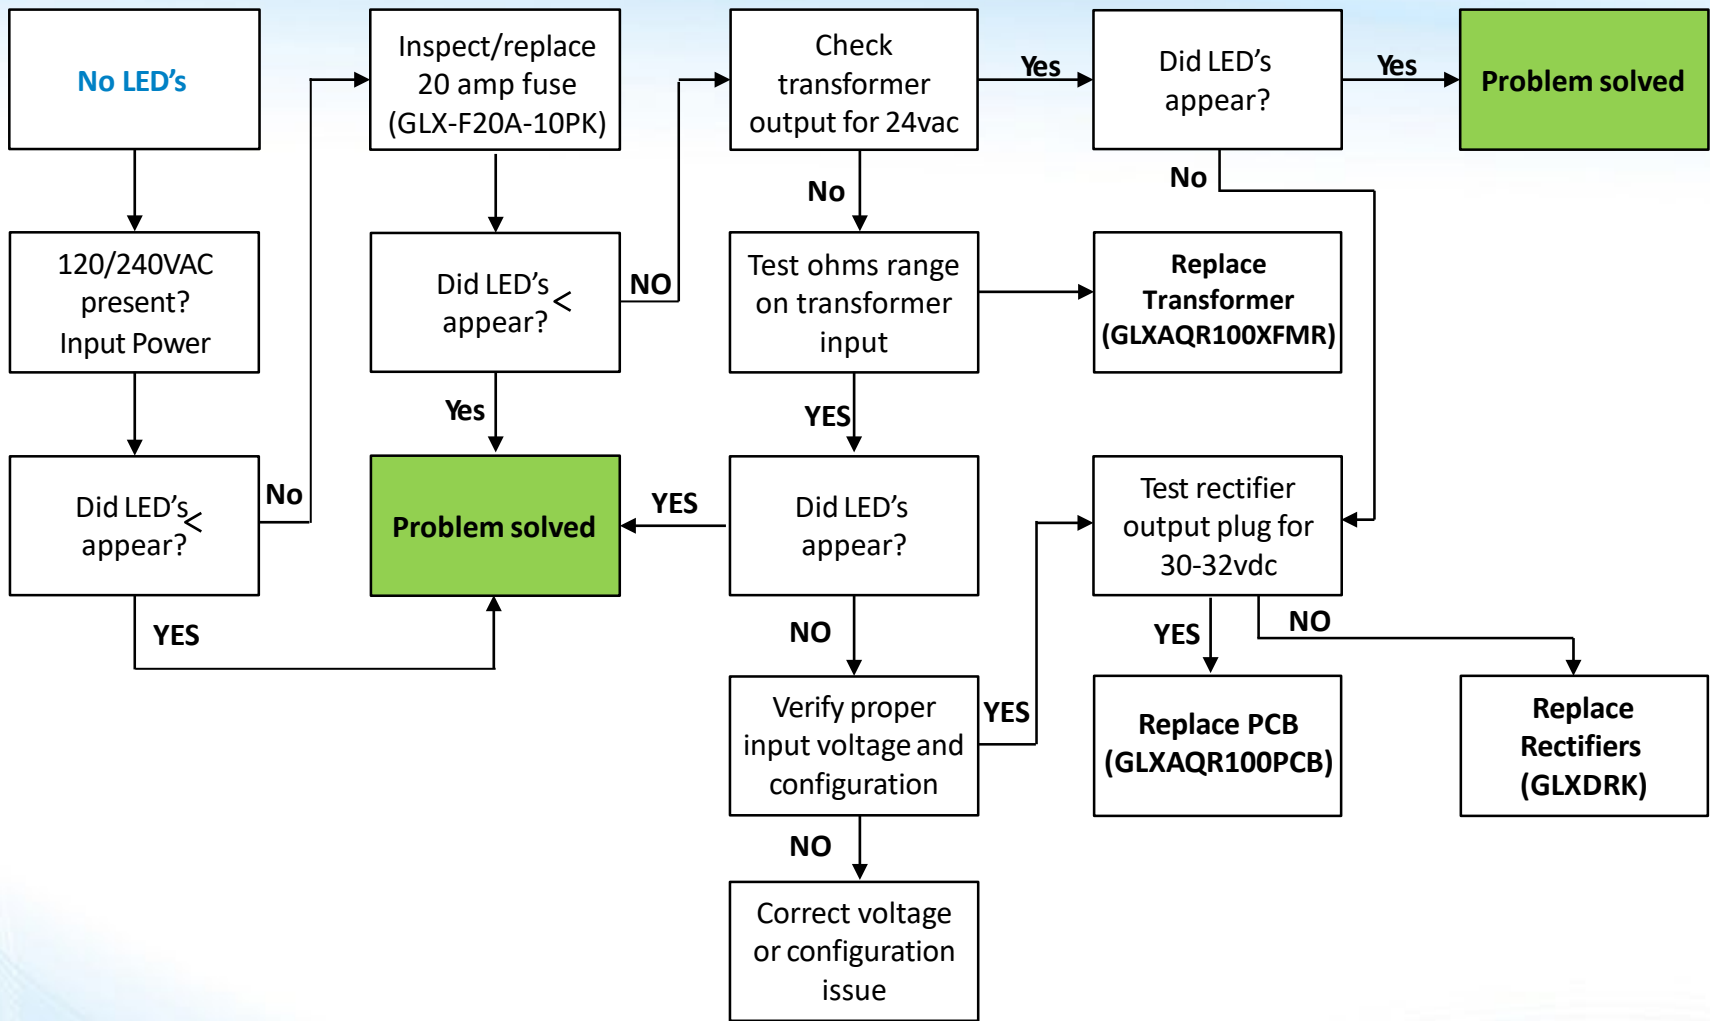 No LED's
120/240VAC
present?
Input Power
Did LED's
<
appear?
No
YES
Inspect/replace
20 amp fuse
(GLX-F20A-10PK)
Did LED's
<
appear?
NO
Yes
Problem solved
Check
transformer
output for 24vac
Yes
No
Test ohms range
on transformer
input
YES
Did LED's
appear?
YES
NO
Verify proper
input voltage and
configuration
YES
NO
Correct voltage
or configuration
issue
Did LED's
appear?
Yes
No
Problem solved
Replace
Transformer
(GLXAQR100XFMR)
Test rectifier
output plug for
30-32vdc
YES
NO
Replace PCB
(GLXAQR100PCB)
Replace
Rectifiers
(GLXDRK)